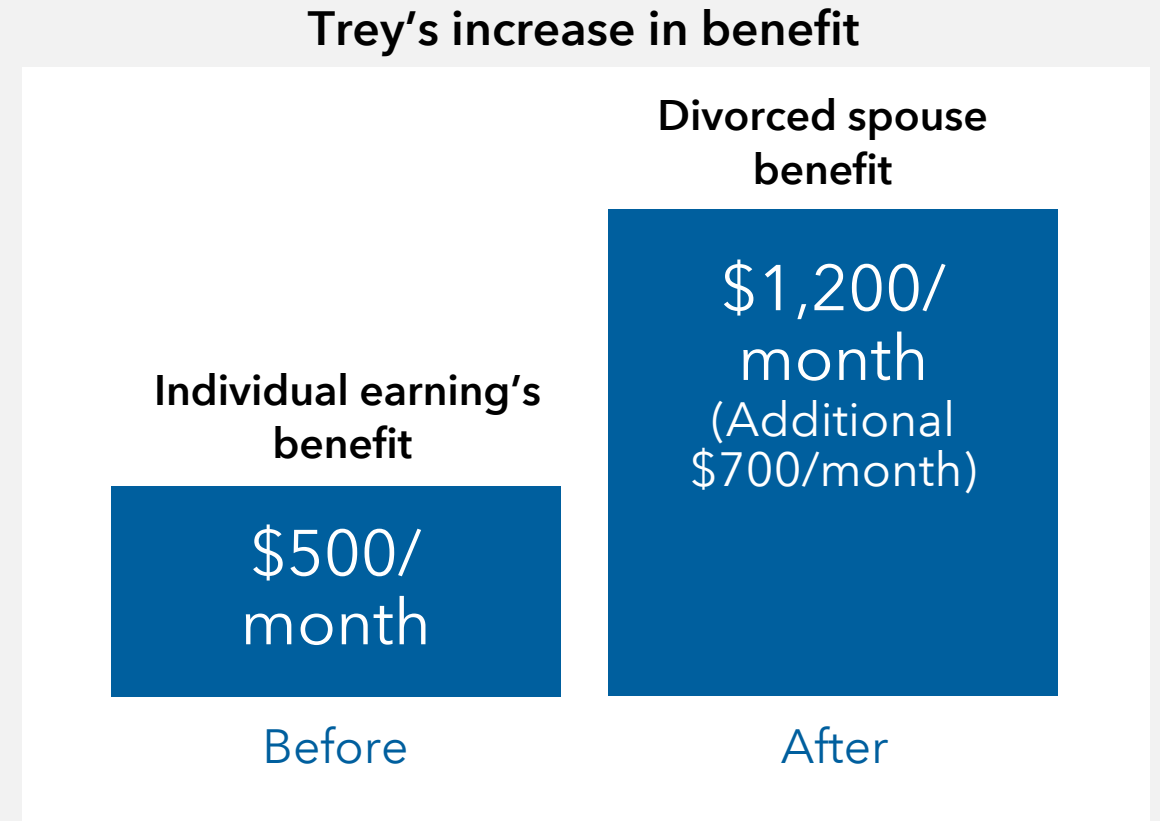 Trey’s increase in benefit
Individual earning’s
benefit
$500/
month
Before
Divorced spouse
benefit
$1,200/
month
(Additional
$700/month)
After